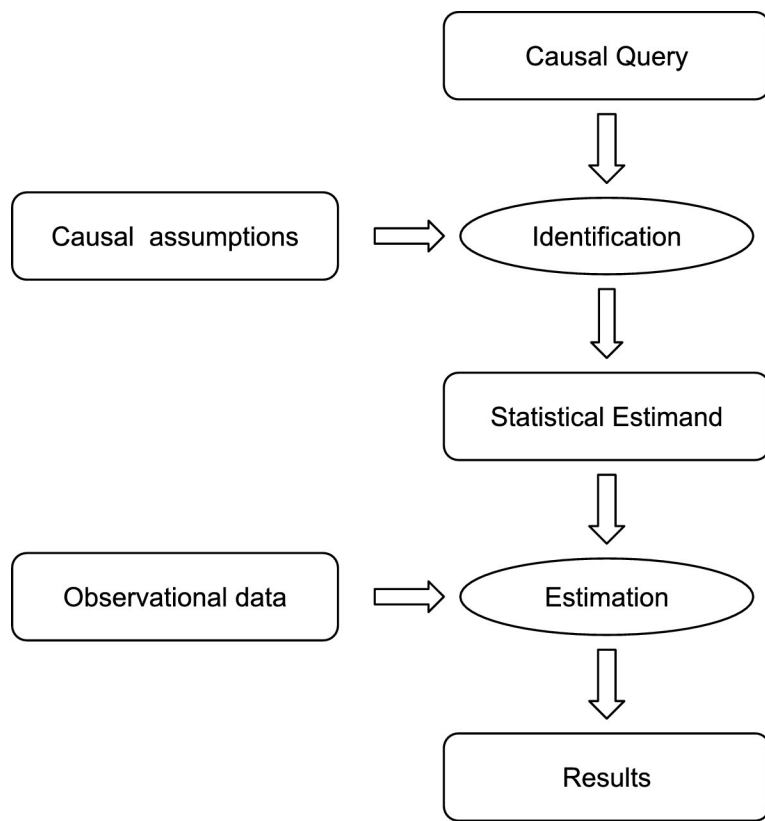 Causal Query
Causal assumptions
Identification
Statistical Estimand
Observational data
Estimation
Results